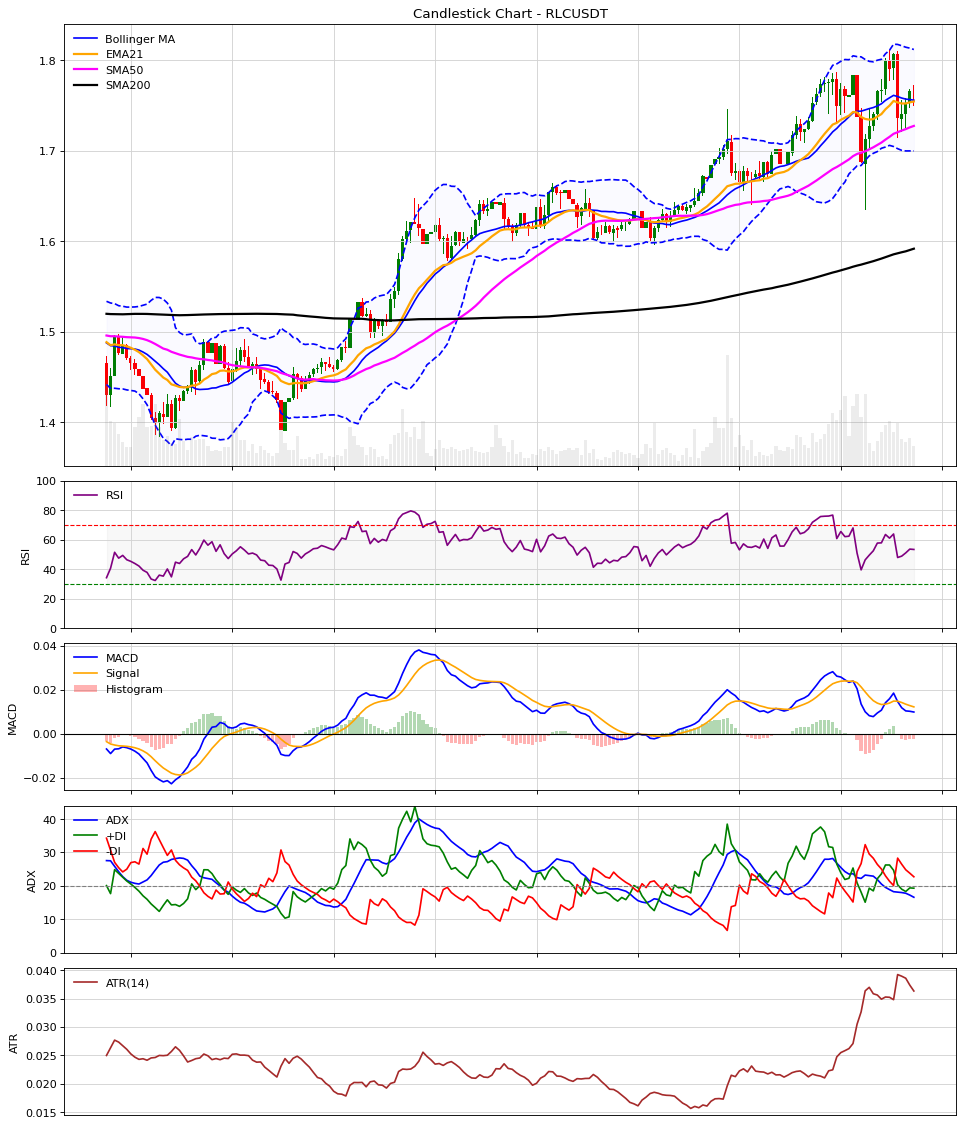 Candlestick Chart - RLCUSDT
Bollinger MA
EMA21
SMA50
SMA200
1.8
1.7
1.6
1.5
1.4
RSI
RSI
100
80
60
40
20
0
MACD
Signal
Histogram
MACD
0.04
0.02
0.00
−0.02
ADX
+DI
-DI
ADX
40
30
20
10
0
ATR(14)
ATR
0.040
0.035
0.030
0.025
0.020
0.015